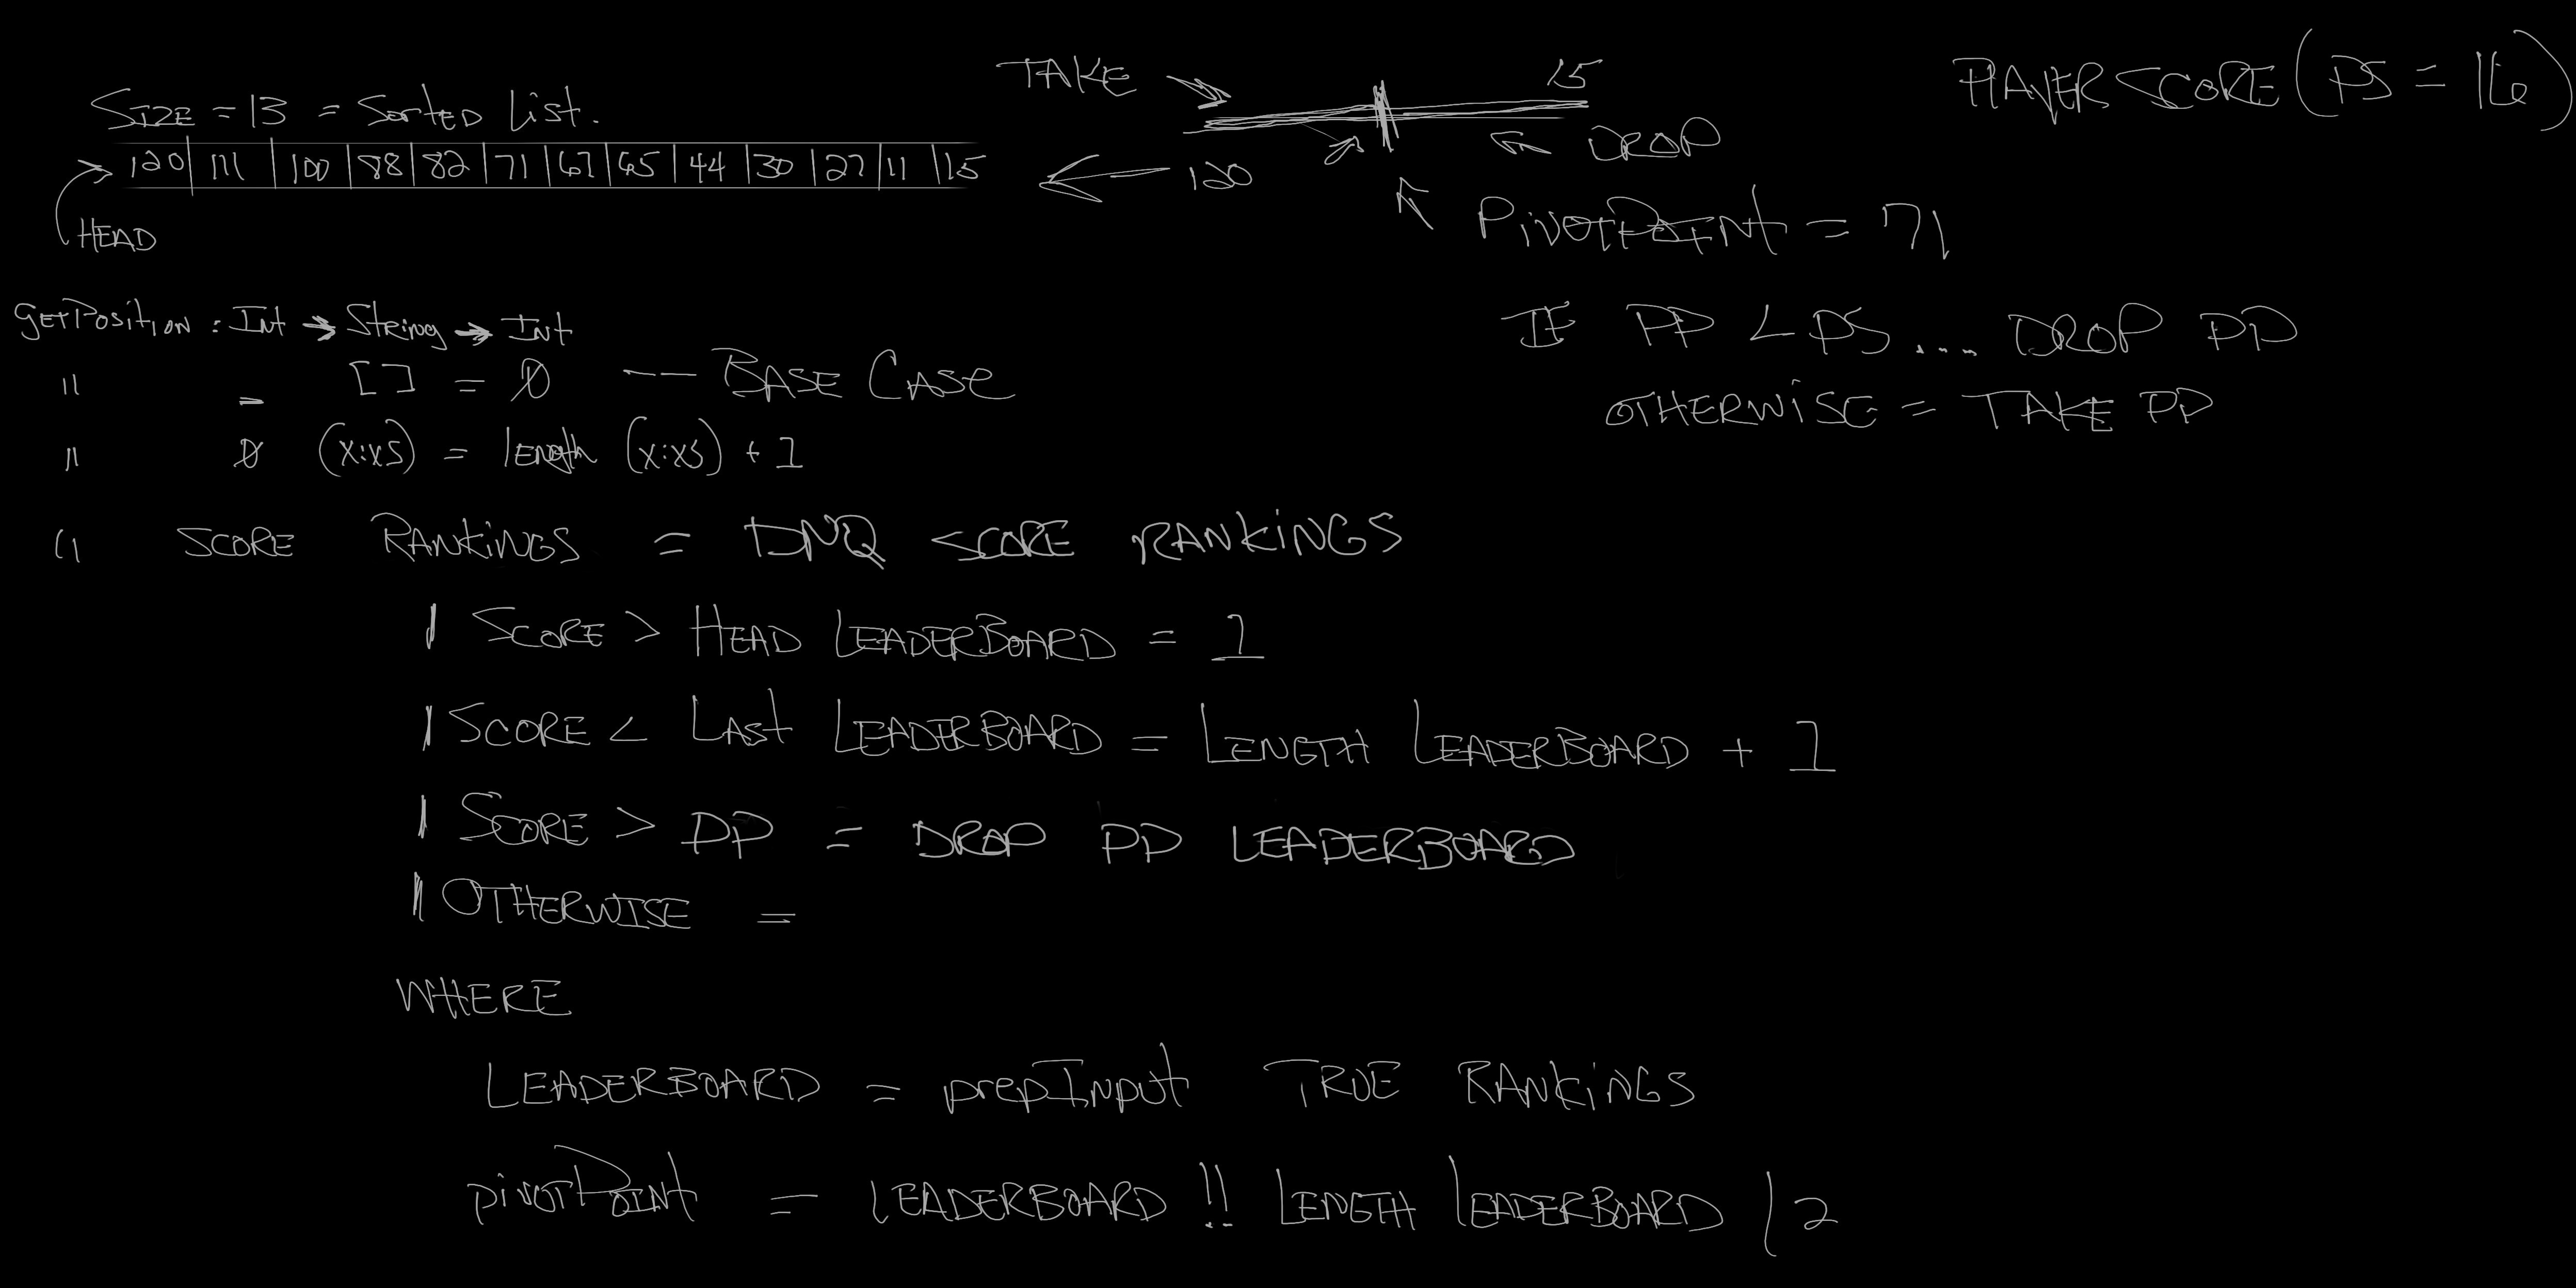 SIZE = 13 = SORTED LIST.
120 | 111 | 100 | 88 | 82 | 71 | 67 | 65 | 44 | 30 | 27 | 11 | 15
HEAD
TAKE
15
DROP
120
PIVOTPOINT = 71
PLAYER SCORE (PS = 16)
IF PP < PS ... DROP PP
OTHERWISE = TAKE PP
GETPOSITION : INT → STRING → INT
" _ [] = 0 -- BASE CASE
" 0 (X:XS) = LENGTH (X:XS) + 1
" SCORE RANKINGS = DNQ SCORE RANKINGS
| SCORE > HEAD LEADERBOARD = 1
| SCORE < LAST LEADERBOARD = LENGTH LEADERBOARD + 1
| SCORE > PP = DROP PP LEADERBOARD
| OTHERWISE =
WHERE
LEADERBOARD = prepInput TRUE RANKINGS
PIVOTPOINT = LEADERBOARD !! LENGTH LEADERBOARD / 2